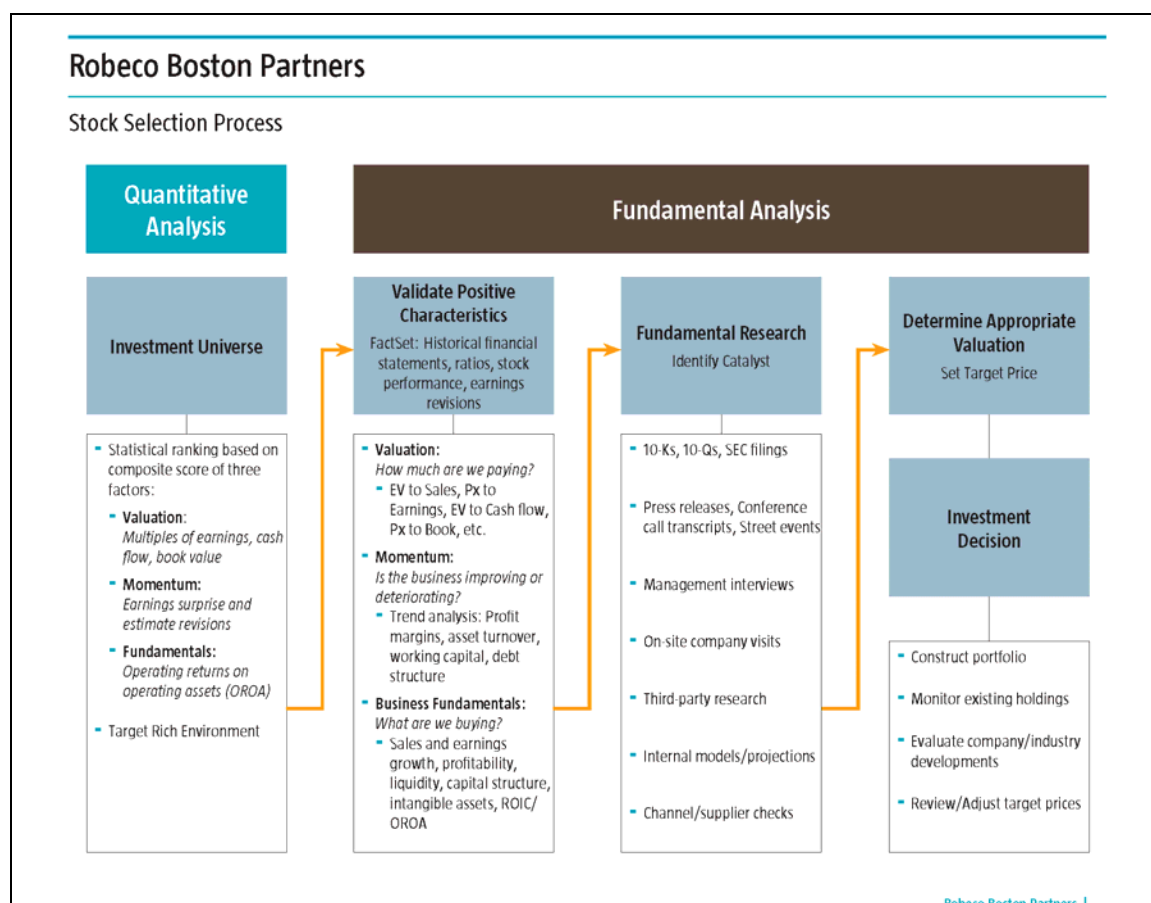 Robeco Boston Partners
Stock Selection Process
Quantitative
Analysis
Fundamental Analysis
Investment Universe
- Statistical ranking based on
composite score of three
factors:
- Valuation:
Multiples of earnings, cash
flow, book value
- Momentum:
Earnings surprise and
estimate revisions
- Fundamentals:
Operating returns on
operating assets (OROA)
- Target Rich Environment
Validate Positive
Characteristics
FactSet: Historical financial
statements, ratios, stock
performance, earnings
revisions
- Valuation:
How much are we paying?
- EV to Sales, Px to
Earnings, EV to Cash flow,
Px to Book, etc.
- Momentum:
Is the business improving or
deteriorating?
- Trend analysis: Profit
margins, asset turnover,
working capital, debt
structure
- Business Fundamentals:
What are we buying?
- Sales and earnings
growth, profitability,
liquidity, capital structure,
intangible assets, ROIC/
OROA
Fundamental Research
Identify Catalyst
- 10-Ks, 10-Qs, SEC filings
- Press releases, Conference
call transcripts, Street events
- Management interviews
- On-site company visits
- Third-party research
- Internal models/projections
- Channel/supplier checks
Determine Appropriate
Valuation
Set Target Price
Investment
Decision
- Construct portfolio
- Monitor existing holdings
- Evaluate company/industry
developments
- Review/Adjust target prices
Robeco Boston Partners |